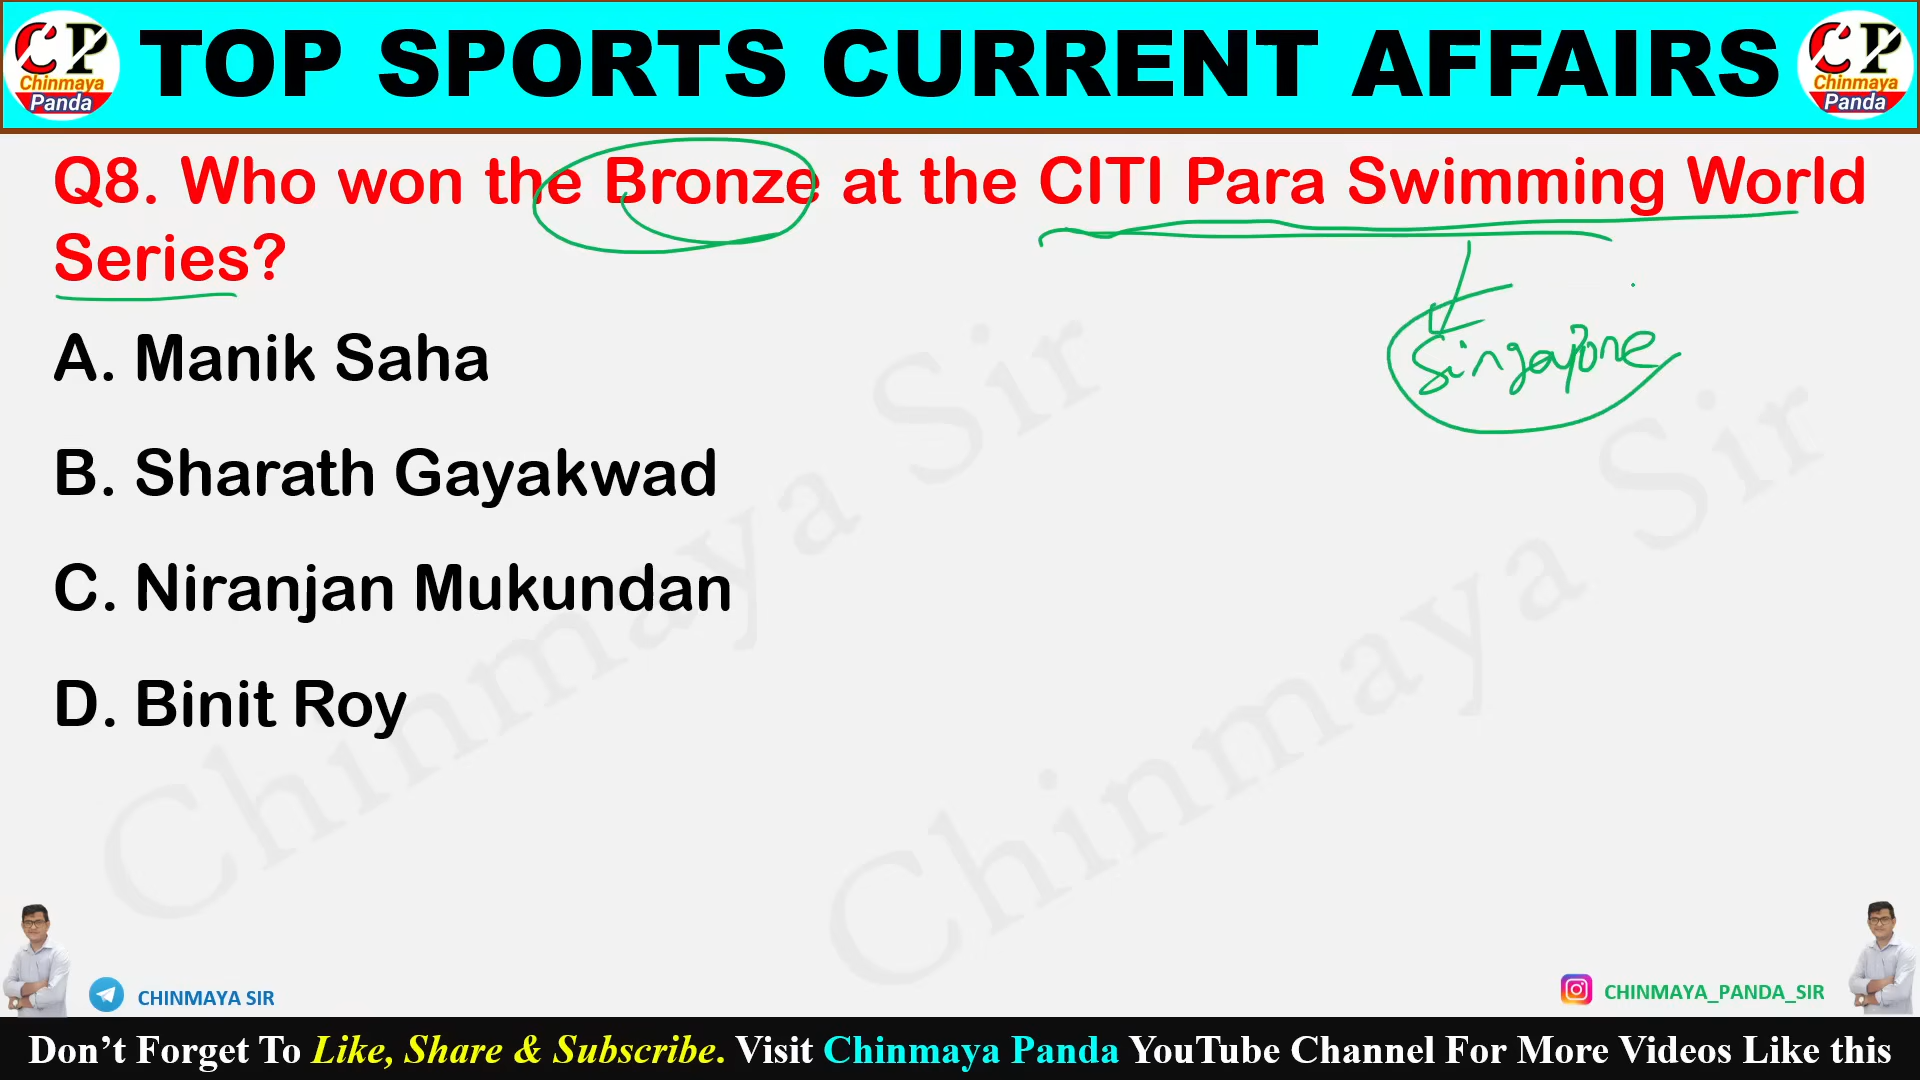 CP TOP SPORTS CURRENT AFFAIRS CP
Chinmaya Panda
Chinmaya Panda
Q8. Who won the Bronze at the CITI Para Swimming World
Series?
Singapore
A. Manik Saha
B. Sharath Gayakwad
C. Niranjan Mukundan
D. Binit Roy
Chinmaya Sir
Chinmaya Sir
CHINMAYA SIR
CHINMAYA_PANDA_SIR
Don't Forget To Like, Share & Subscribe. Visit Chinmaya Panda YouTube Channel For More Videos Like this